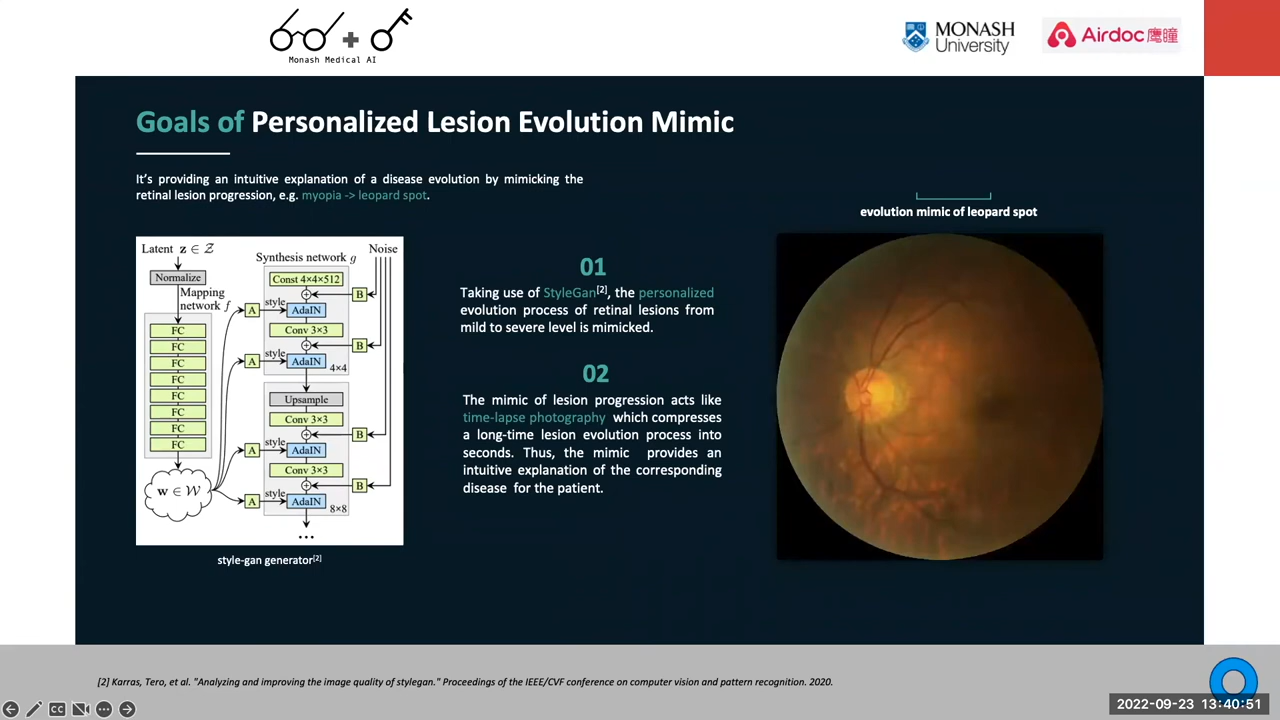 Monash Medical AI
MONASH
University
Airdoc鹰瞳
Goals of Personalized Lesion Evolution Mimic
It's providing an intuitive explanation of a disease evolution by mimicking the
retinal lesion progression, e.g. myopia -> leopard spot.
evolution mimic of leopard spot
Latent z ∈ Z
Normalize
Mapping
network f
FC
FC
FC
FC
FC
FC
FC
FC
w ∈ W
Synthesis network g
Noise
Const 4×4×512
B
A
style
AdaIN
Conv 3×3
B
A
style
AdaIN
4×4
Upsample
Conv 3×3
B
A
style
AdaIN
Conv 3×3
B
A
style
AdaIN
8×8
...
style-gan generator[2]
01
Taking use of StyleGan[2], the personalized
evolution process of retinal lesions from
mild to severe level is mimicked.
02
The mimic of lesion progression acts like
time-lapse photography which compresses
a long-time lesion evolution process into
seconds. Thus, the mimic provides an
intuitive explanation of the corresponding
disease for the patient.
[2] Karras, Tero, et al. "Analyzing and improving the image quality of stylegan." Proceedings of the IEEE/CVF conference on computer vision and pattern recognition. 2020.
CC
2022-09-23 13:40:51